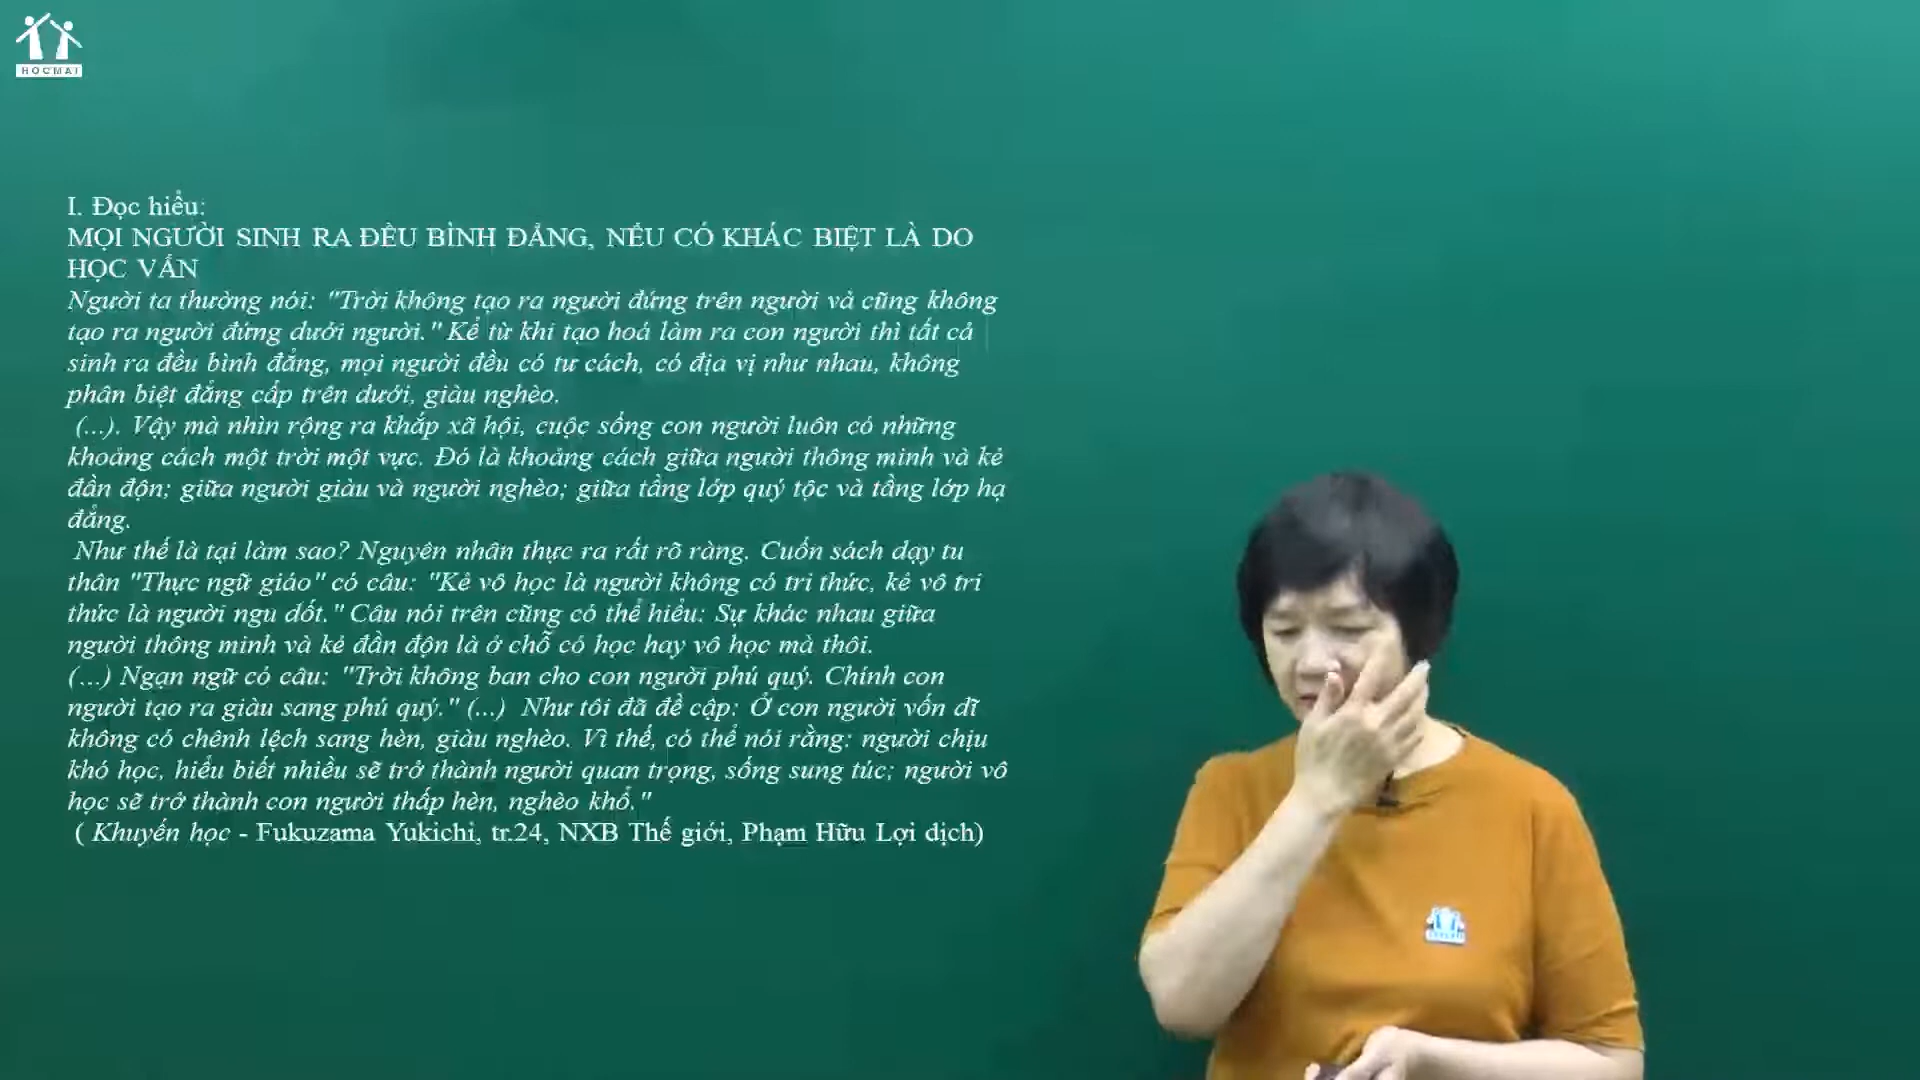 HOCMAI
I. Đọc hiểu:
MỌI NGƯỜI SINH RA ĐỀU BÌNH ĐẲNG, NẾU CÓ KHÁC BIỆT LÀ DO
HỌC VẤN
Người ta thường nói: "Trời không tạo ra người đứng trên người và cũng không
tạo ra người đứng dưới người." Kể từ khi tạo hoá làm ra con người thì tất cả
sinh ra đều bình đẳng, mọi người đều có tư cách, có địa vị như nhau, không
phân biệt đẳng cấp trên dưới, giàu nghèo.
(...). Vậy mà nhìn rộng ra khắp xã hội, cuộc sống con người luôn có những
khoảng cách một trời một vực. Đó là khoảng cách giữa người thông minh và kẻ
đần độn; giữa người giàu và người nghèo; giữa tầng lớp quý tộc và tầng lớp hạ
đẳng.
Như thế là tại làm sao? Nguyên nhân thực ra rất rõ ràng. Cuốn sách dạy tu
thân "Thực ngữ giáo" có câu: "Kẻ vô học là người không có tri thức, kẻ vô tri
thức là người ngu dốt." Câu nói trên cũng có thể hiểu: Sự khác nhau giữa
người thông minh và kẻ đần độn là ở chỗ có học hay vô học mà thôi.
(...) Ngạn ngữ có câu: "Trời không ban cho con người phú quý. Chính con
người tạo ra giàu sang phú quý." (...) Như tôi đã đề cập: Ở con người vốn dĩ
không có chênh lệch sang hèn, giàu nghèo. Vì thế, có thể nói rằng: người chịu
khó học, hiểu biết nhiều sẽ trở thành người quan trọng, sống sung túc; người vô
học sẽ trở thành con người thấp hèn, nghèo khổ."
( Khuyến học - Fukuzama Yukichi, tr.24, NXB Thế giới, Phạm Hữu Lợi dịch)